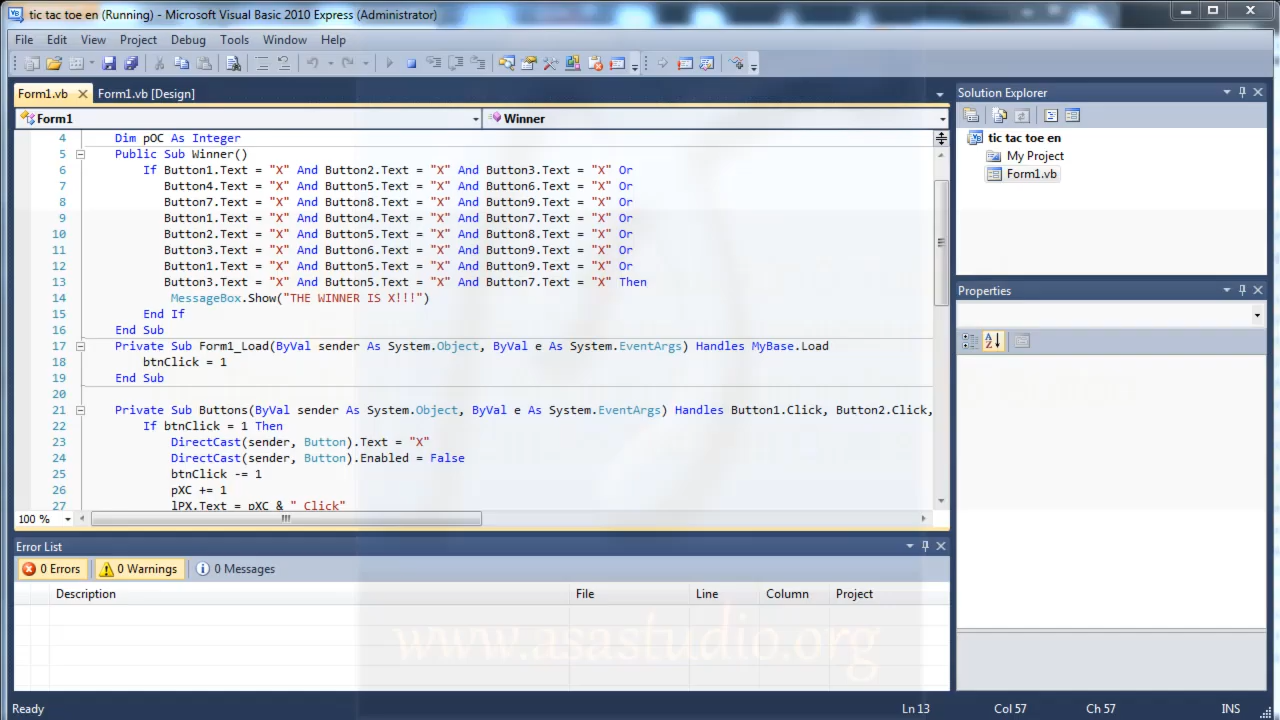 tic tac toe en (Running) - Microsoft Visual Basic 2010 Express (Administrator)
File Edit View Project Debug Tools Window Help
Form1.vb Form1.vb [Design]
Form1 Winner
4 Dim pOC As Integer
5 Public Sub Winner()
6 If Button1.Text = "X" And Button2.Text = "X" And Button3.Text = "X" Or
7 Button4.Text = "X" And Button5.Text = "X" And Button6.Text = "X" Or
8 Button7.Text = "X" And Button8.Text = "X" And Button9.Text = "X" Or
9 Button1.Text = "X" And Button4.Text = "X" And Button7.Text = "X" Or
10 Button2.Text = "X" And Button5.Text = "X" And Button8.Text = "X" Or
11 Button3.Text = "X" And Button6.Text = "X" And Button9.Text = "X" Or
12 Button1.Text = "X" And Button5.Text = "X" And Button9.Text = "X" Or
13 Button3.Text = "X" And Button5.Text = "X" And Button7.Text = "X" Then
14 MessageBox.Show("THE WINNER IS X!!!")
15 End If
16 End Sub
17 Private Sub Form1_Load(ByVal sender As System.Object, ByVal e As System.EventArgs) Handles MyBase.Load
18 btnClick = 1
19 End Sub
20
21 Private Sub Buttons(ByVal sender As System.Object, ByVal e As System.EventArgs) Handles Button1.Click, Button2.Click,
22 If btnClick = 1 Then
23 DirectCast(sender, Button).Text = "X"
24 DirectCast(sender, Button).Enabled = False
25 btnClick -= 1
26 pXC += 1
27 lPX.Text = pXC & " Click"
100 %
Solution Explorer
tic tac toe en
My Project
Form1.vb
Properties
Error List
0 Errors 0 Warnings 0 Messages
Description File Line Column Project
www.asastudio.org
Ready Ln 13 Col 57 Ch 57 INS